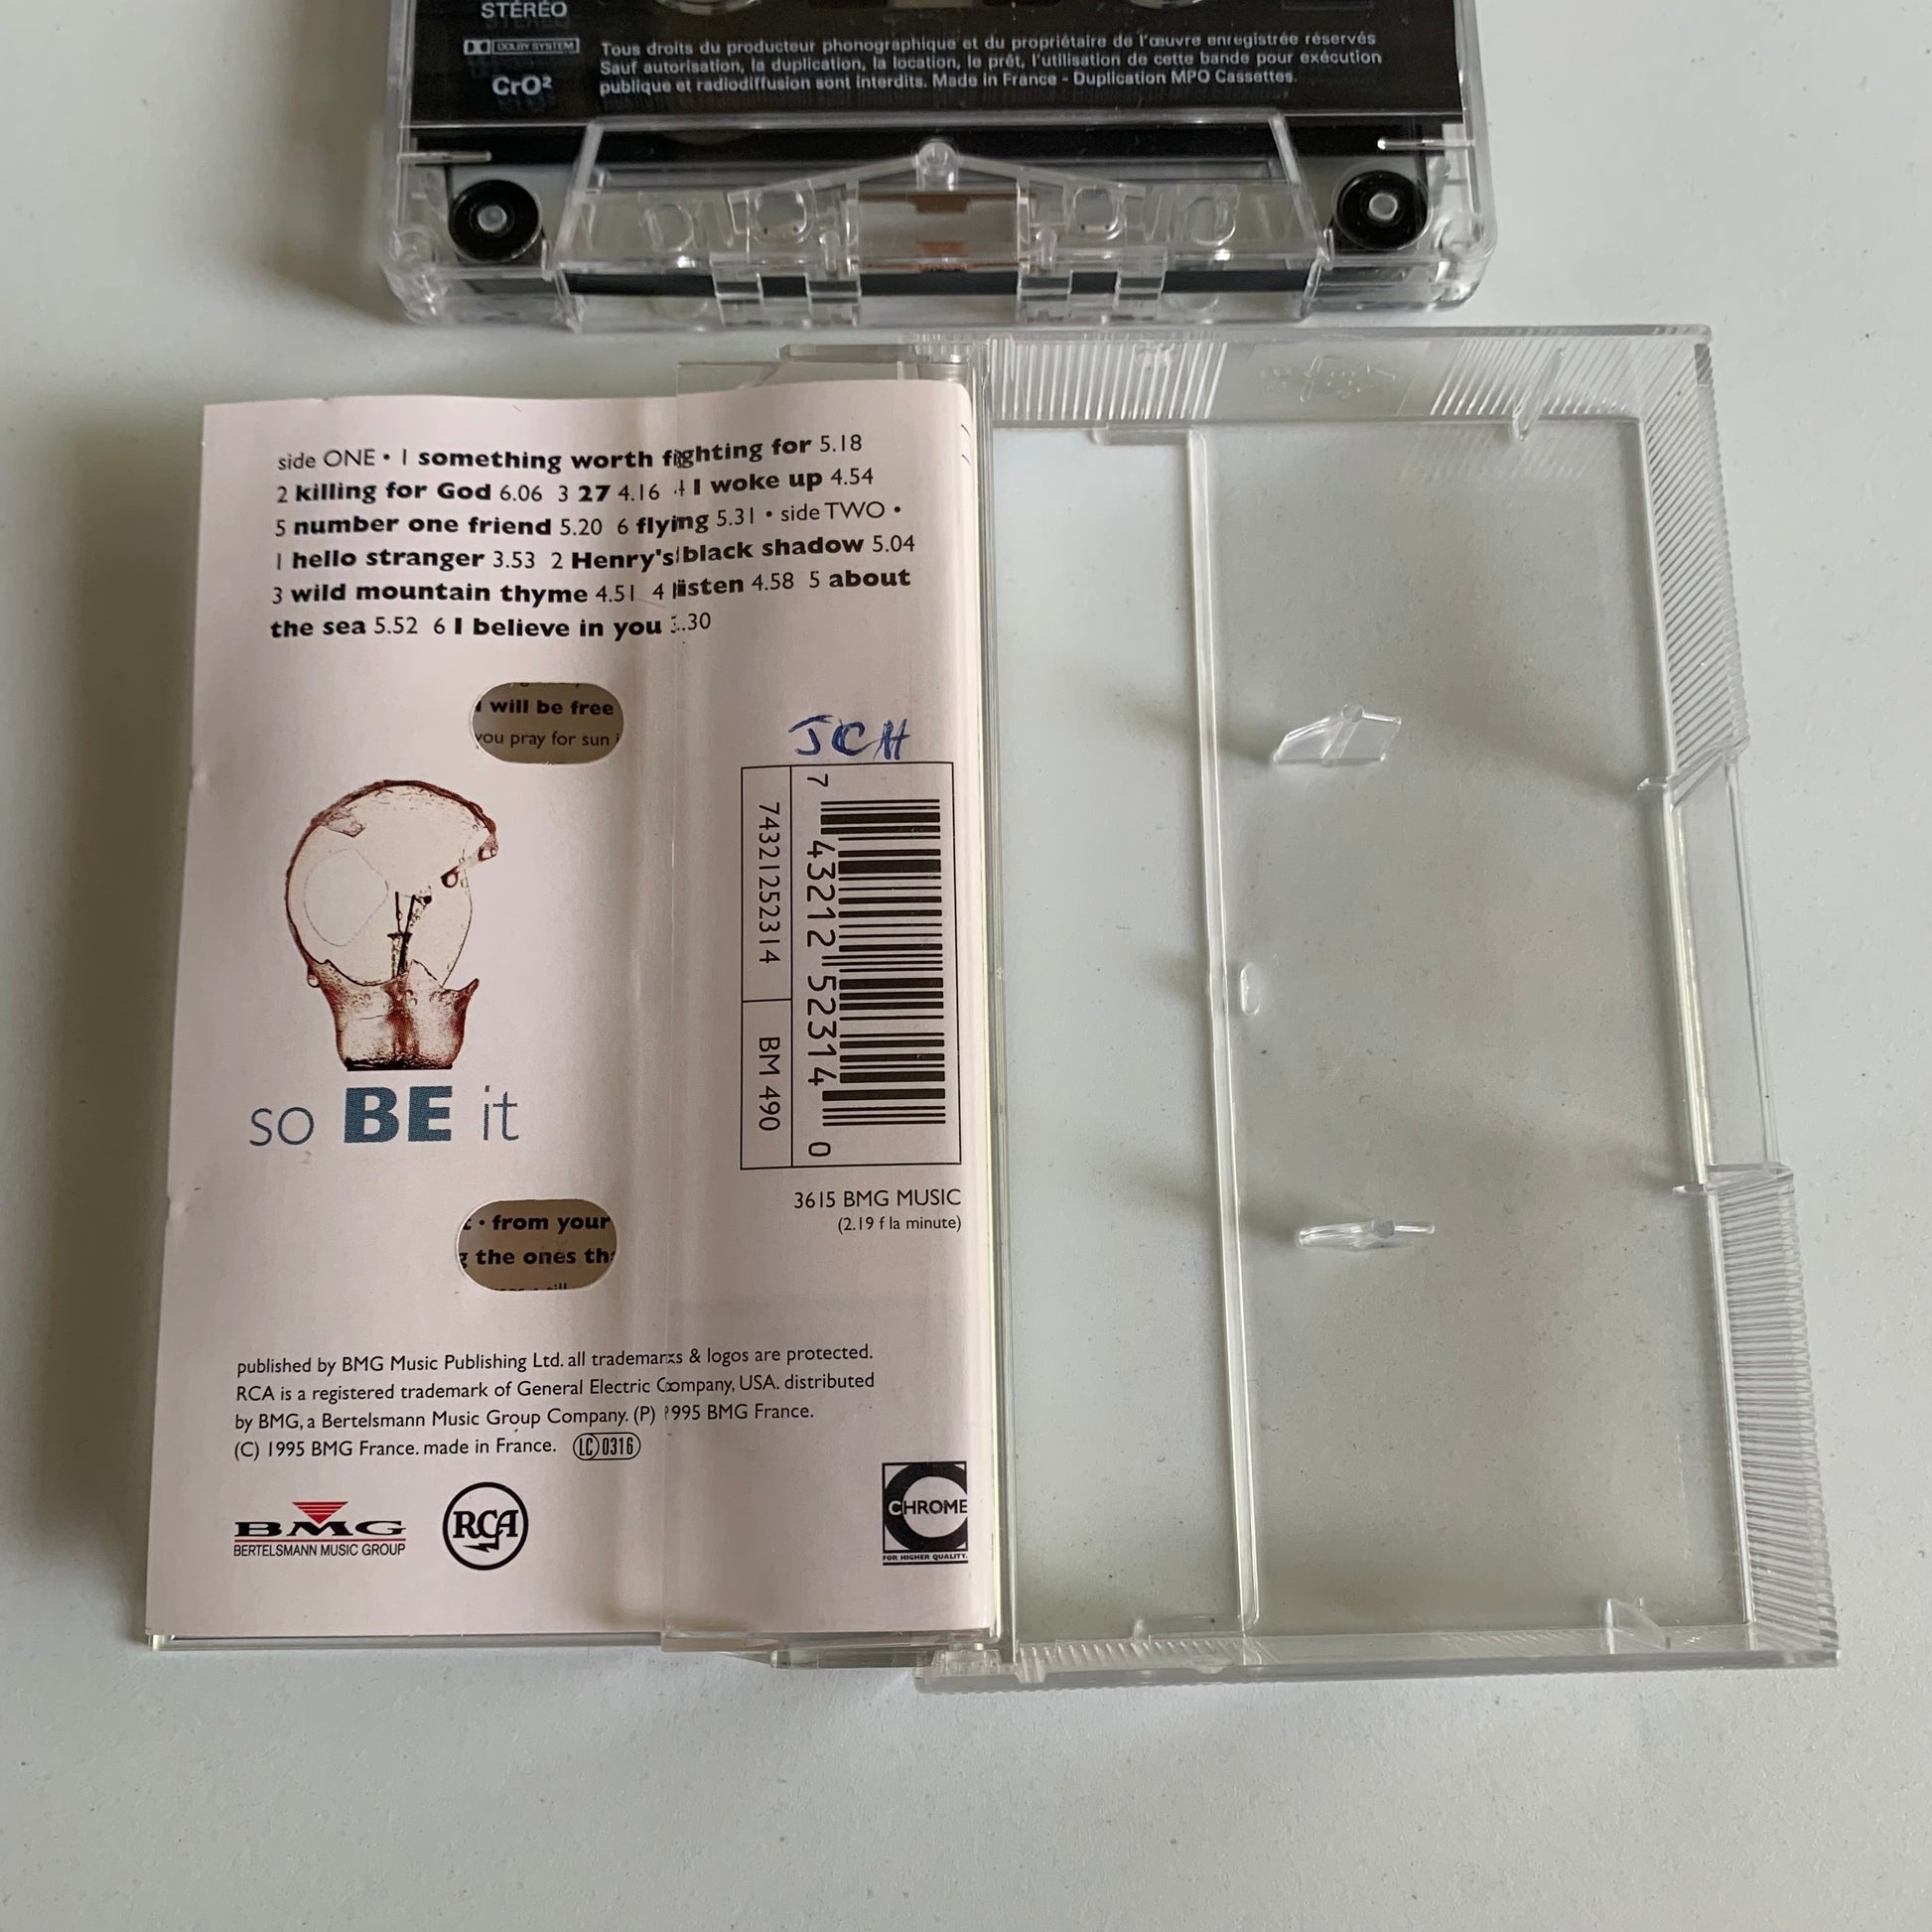 STÉRÉO
DOLBY SYSTEM
CrO²
Tous droits du producteur phonographique et du propriétaire de l'œuvre enregistrée réservés
Sauf autorisation, la duplication, la location, le prêt, l'utilisation de cette bande pour exécution
publique et radiodiffusion sont interdits. Made in France - Duplication MPO Cassettes.
side ONE • 1 something worth fighting for 5.18
2 killing for God 6.06 3 27 4.16 4 I woke up 4.54
5 number one friend 5.20 6 flying 5.31 • side TWO •
1 hello stranger 3.53 2 Henry's black shadow 5.04
3 wild mountain thyme 4.51 4 listen 4.58 5 about
the sea 5.52 6 I believe in you .30
I will be free
you pray for sun
JCH
7 43212 52314 0
74321252314
BM 490
so BE it
3615 BMG MUSIC
(2.19 f la minute)
• from your
the ones
published by BMG Music Publishing Ltd. all trademarks & logos are protected.
RCA is a registered trademark of General Electric Company, USA. distributed
by BMG, a Bertelsmann Music Group Company. (P) 1995 BMG France.
(C) 1995 BMG France. made in France. LC 0316
BMG
BERTELSMANN MUSIC GROUP
RCA
CHROME
FOR HIGHER QUALITY.